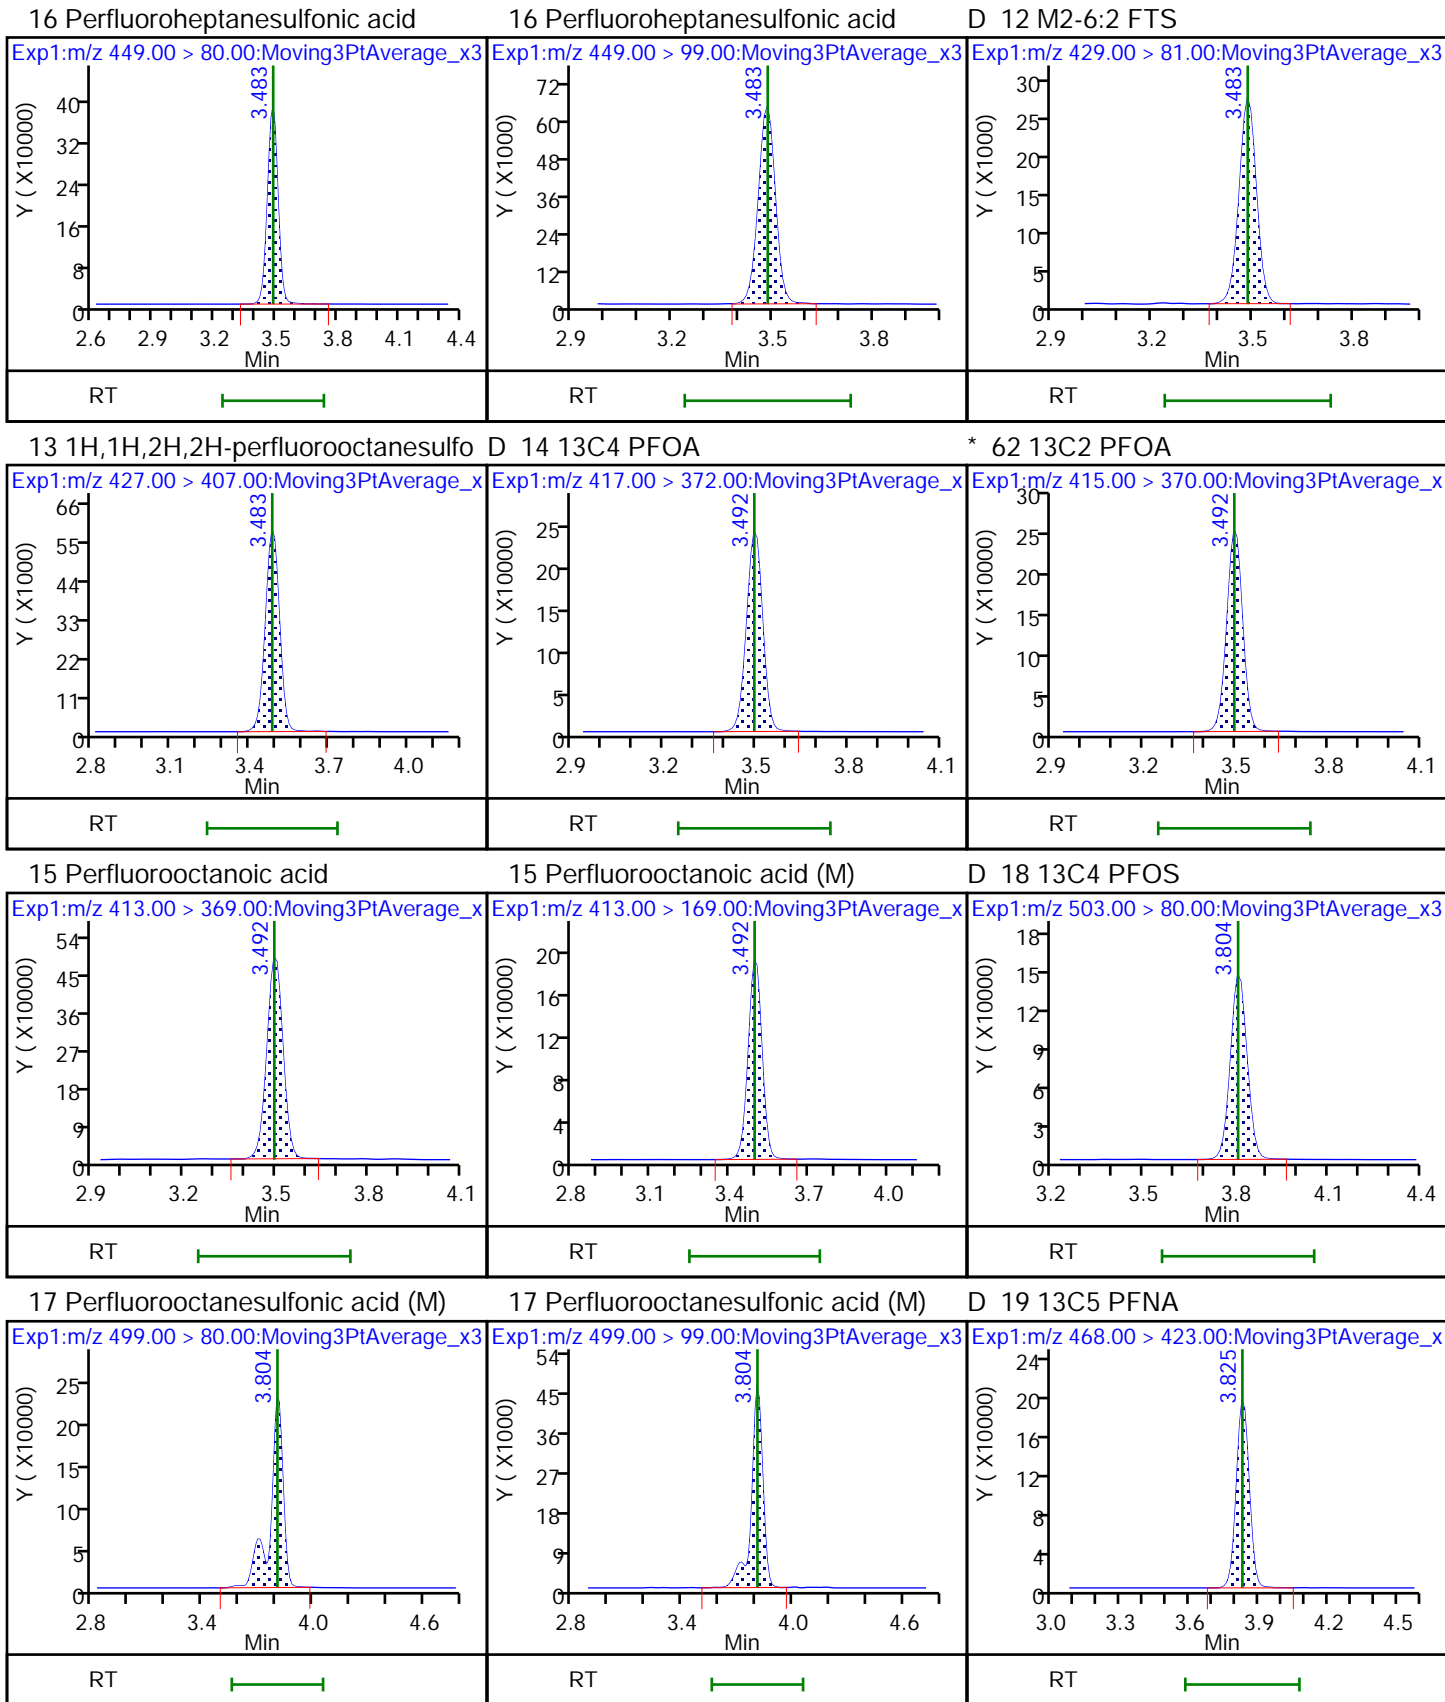 16 Perfluoroheptanesulfonic acid
16 Perfluoroheptanesulfonic acid
D 12 M2-6:2 FTS
Exp1:m/z 449.00 > 80.00:Moving3PtAverage_x3
Exp1:m/z 449.00 > 99.00:Moving3PtAverage_x3
Exp1:m/z 429.00 > 81.00:Moving3PtAverage_x3
3.483
3.483
3.483
Y ( X10000)
40
32
24
16
8
0
Y ( X1000)
72
60
48
36
24
12
0
Y ( X1000)
30
25
20
15
10
5
0
2.6 2.9 3.2 3.5 3.8 4.1 4.4
2.9 3.2 3.5 3.8
2.9 3.2 3.5 3.8
Min
Min
Min
RT
RT
RT
13 1H,1H,2H,2H-perfluorooctanesulfo
D 14 13C4 PFOA
* 62 13C2 PFOA
Exp1:m/z 427.00 > 407.00:Moving3PtAverage_x
Exp1:m/z 417.00 > 372.00:Moving3PtAverage_x
Exp1:m/z 415.00 > 370.00:Moving3PtAverage_x
3.483
3.492
3.492
Y ( X10000)
66
55
44
33
22
11
0
Y ( X10000)
25
20
15
10
5
0
Y ( X10000)
30
25
20
15
10
5
0
2.8 3.1 3.4 3.7 4.0
2.9 3.2 3.5 3.8 4.1
2.9 3.2 3.5 3.8 4.1
Min
Min
Min
RT
RT
RT
15 Perfluorooctanoic acid
15 Perfluorooctanoic acid (M)
D 18 13C4 PFOS
Exp1:m/z 413.00 > 369.00:Moving3PtAverage_x
Exp1:m/z 413.00 > 169.00:Moving3PtAverage_x
Exp1:m/z 503.00 > 80.00:Moving3PtAverage_x3
3.492
3.492
3.804
Y ( X10000)
54
45
36
27
18
9
0
Y ( X10000)
20
16
12
8
4
0
Y ( X10000)
18
15
12
9
6
3
0
2.9 3.2 3.5 3.8 4.1
2.8 3.1 3.4 3.7 4.0
3.2 3.5 3.8 4.1 4.4
Min
Min
Min
RT
RT
RT
17 Perfluorooctanesulfonic acid (M)
17 Perfluorooctanesulfonic acid (M)
D 19 13C5 PFNA
Exp1:m/z 499.00 > 80.00:Moving3PtAverage_x3
Exp1:m/z 499.00 > 99.00:Moving3PtAverage_x3
Exp1:m/z 468.00 > 423.00:Moving3PtAverage_x
3.804
3.804
3.825
Y ( X10000)
25
20
15
10
5
0
Y ( X1000)
54
45
36
27
18
9
0
Y ( X10000)
24
20
16
12
8
4
0
2.8 3.4 4.0 4.6
2.8 3.4 4.0 4.6
3.0 3.3 3.6 3.9 4.2 4.5
Min
Min
Min
RT
RT
RT